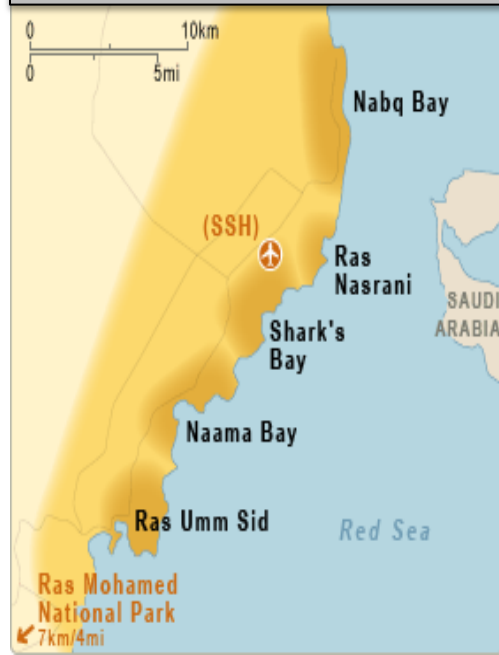 0 10km
0 5mi
Nabq Bay
(SSH)
Ras
Nasrani
SAUDI
ARABIA
Shark's
Bay
Naama Bay
Ras Umm Sid
Red Sea
Ras Mohamed
National Park
7km/4mi